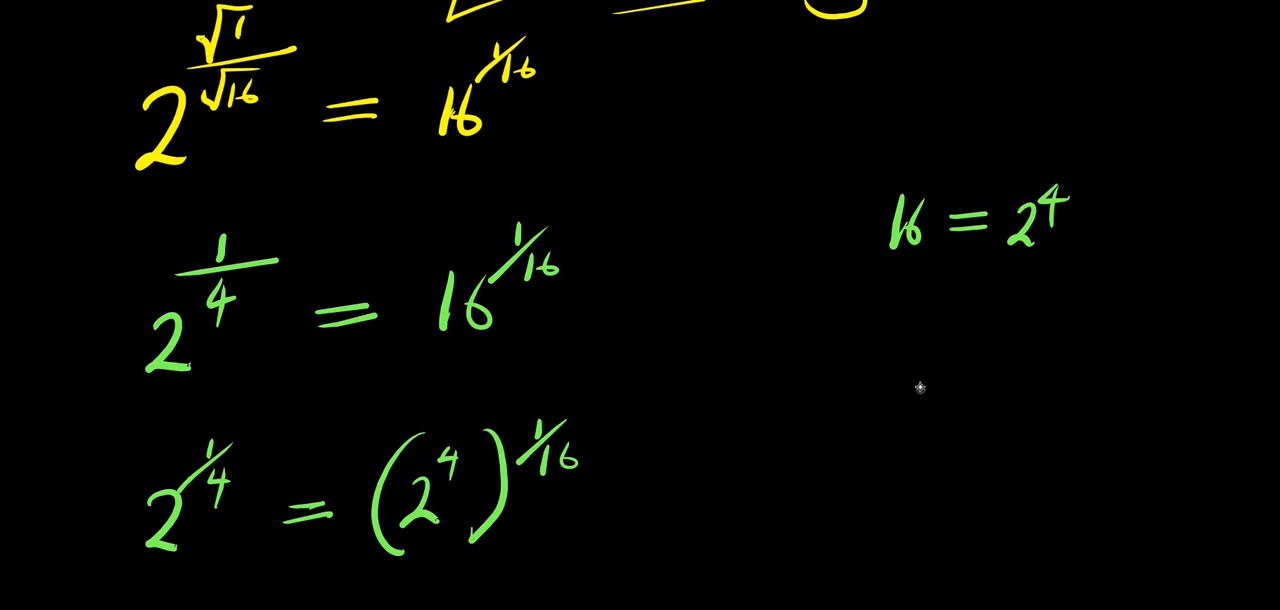 2^(√1/√16) = 16^(1/16)
16 = 2^4
2^(1/4) = 16^(1/16)
2^(1/4) = (2^4)^(1/16)